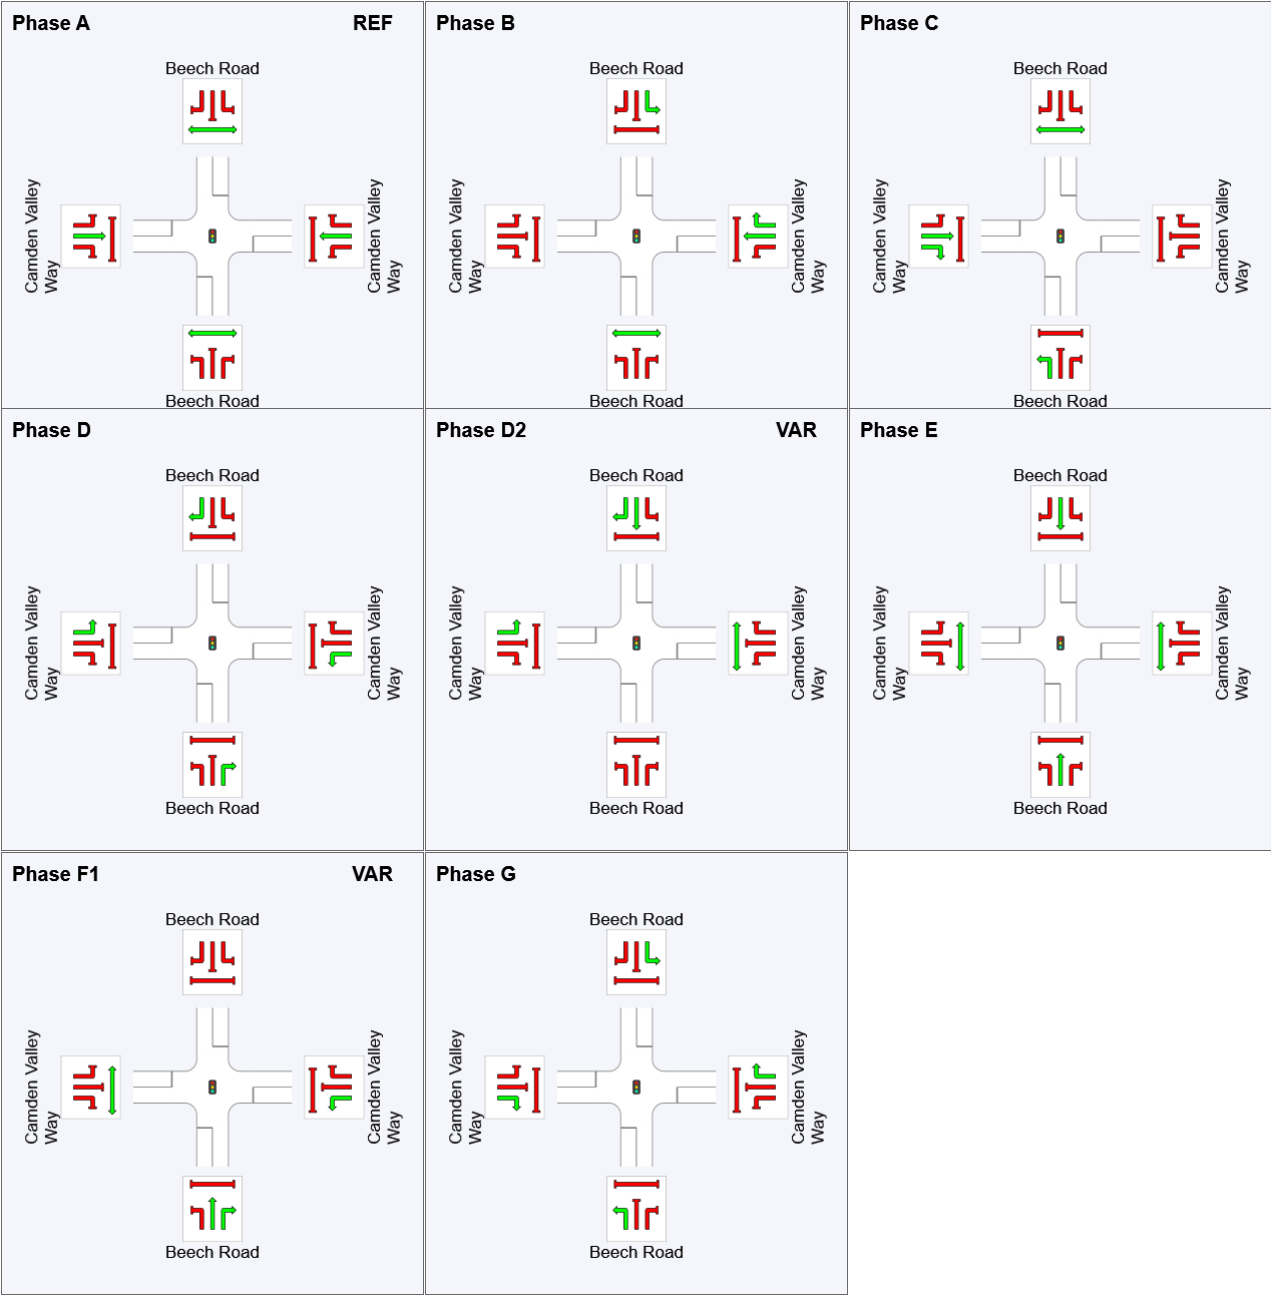 Phase A
REF
Beech Road
Camden Valley
Way
Camden Valley
Way
Beech Road
Phase B
Beech Road
Camden Valley
Way
Camden Valley
Way
Beech Road
Phase C
Beech Road
Camden Valley
Way
Camden Valley
Way
Beech Road
Phase D
Beech Road
Camden Valley
Way
Camden Valley
Way
Beech Road
Phase D2
VAR
Beech Road
Camden Valley
Way
Camden Valley
Way
Beech Road
Phase E
Beech Road
Camden Valley
Way
Camden Valley
Way
Beech Road
Phase F1
VAR
Beech Road
Camden Valley
Way
Camden Valley
Way
Beech Road
Phase G
Beech Road
Camden Valley
Way
Camden Valley
Way
Beech Road